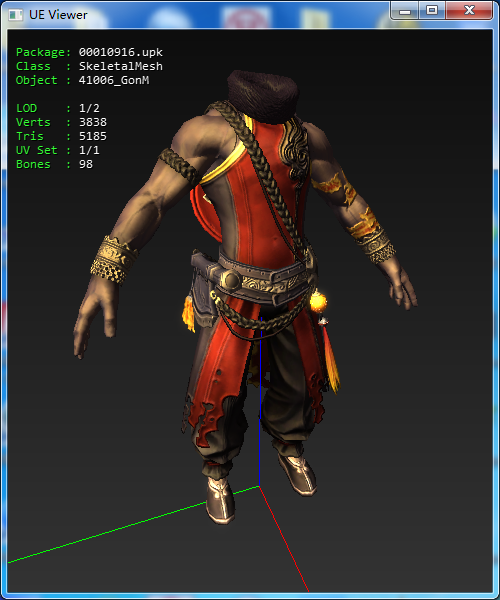 UE Viewer
Package: 00010916.upk
Class : SkeletalMesh
Object : 41006_GonM
LOD : 1/2
Verts : 3838
Tris : 5185
UV Set : 1/1
Bones : 98